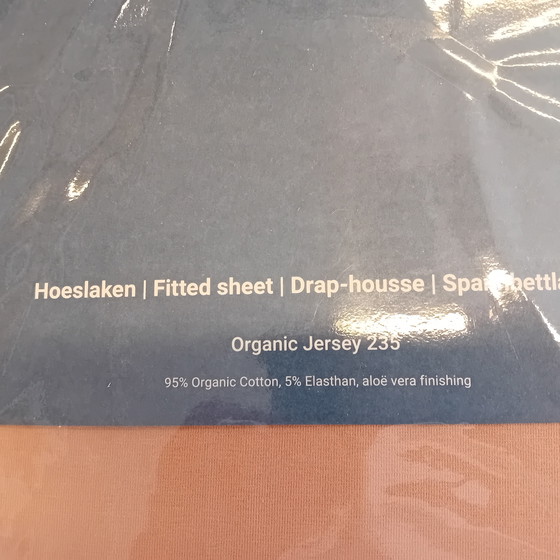 Hoeslaken | Fitted sheet | Drap-housse |
Organic Jersey 235
95% Organic Cotton, 5% Elasthan, aloë vera finishing